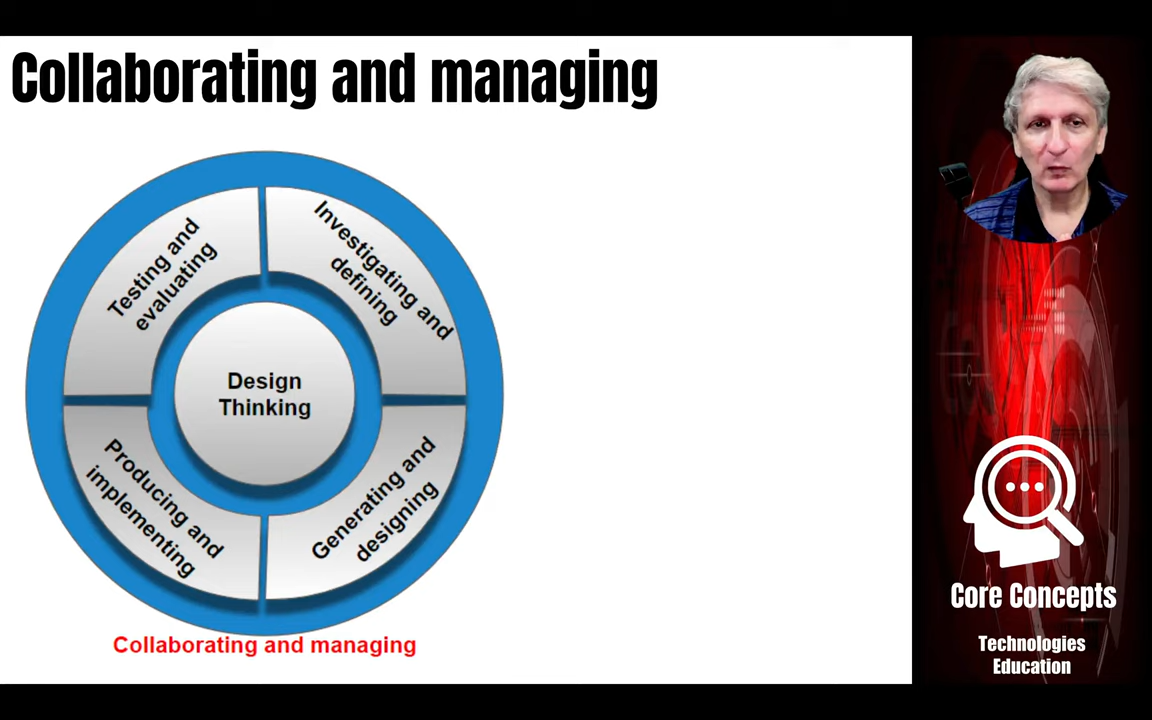 Collaborating and managing
Testing and
evaluating
Investigating and
defining
Design
Thinking
Producing and
implementing
Generating and
designing
Collaborating and managing
Core Concepts
Technologies
Education